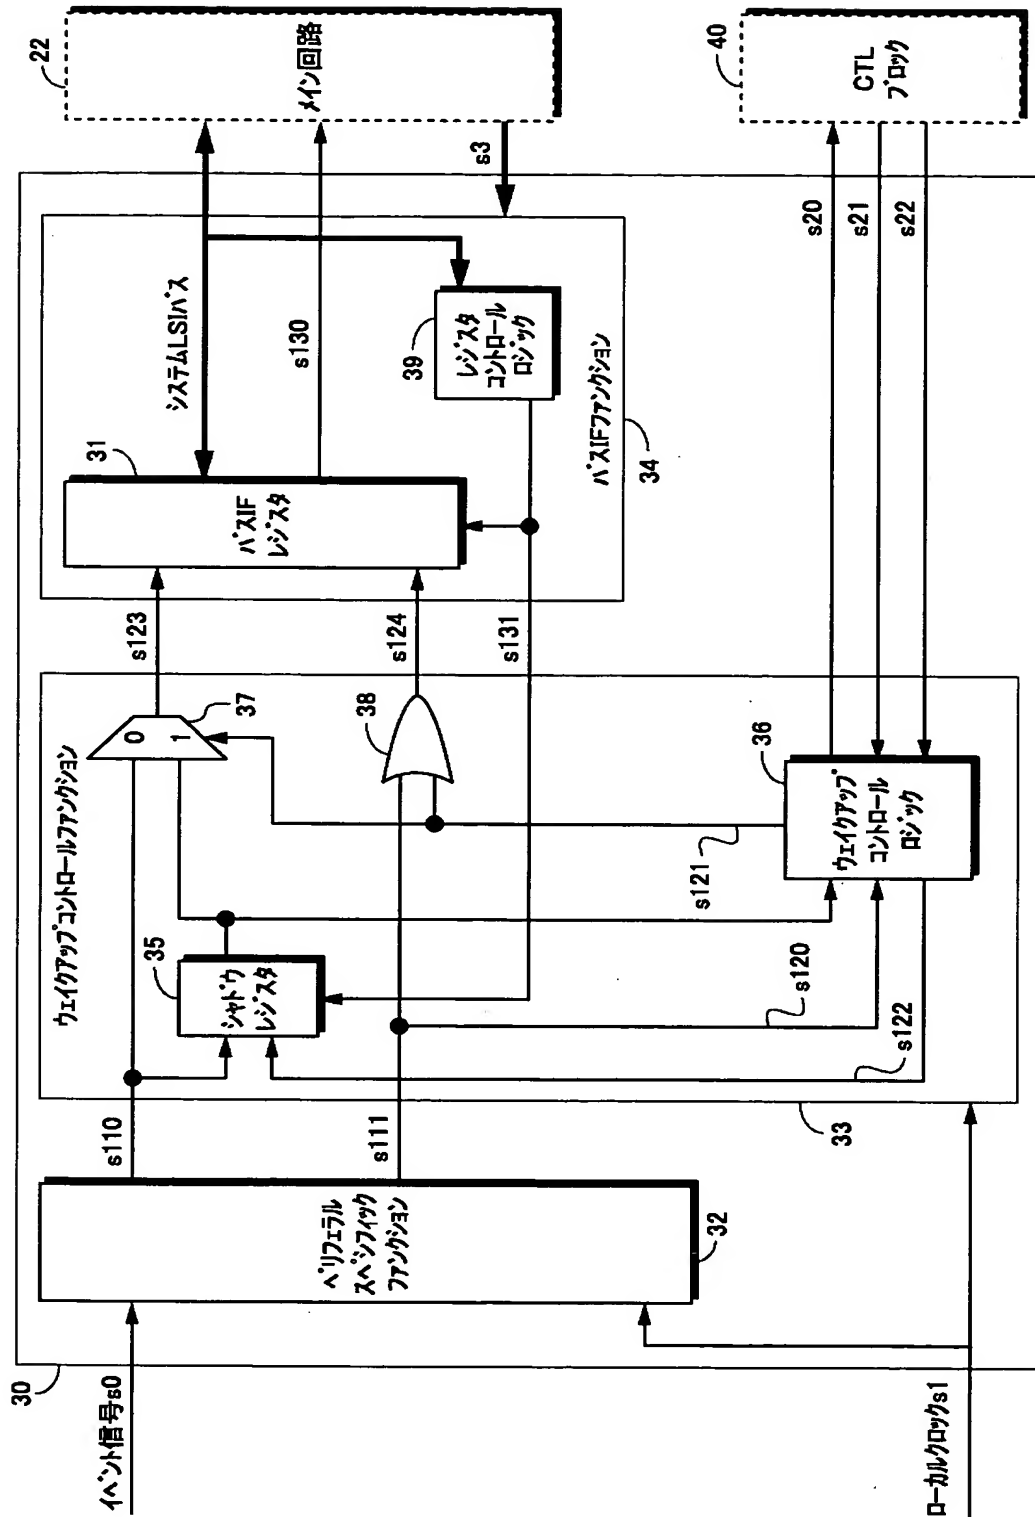 30
イベント信号s0
ローカルクロックs1
ペリフェラル
スペシフィック
ファンクション
32
s110
s111
ウェイクアップコントロールファンクション
33
シャドウ
レジスタ
35
0
1
37
38
s120
s121
s122
ウェイクアップ
コントロール
ロジック
36
s123
s124
s131
バスIF
レジスタ
31
システムLSIバス
s130
レジスタ
コントロール
ロジック
39
バスIFファンクション
34
s3
s20
s21
s22
メイン回路
22
CTL
ブロック
40